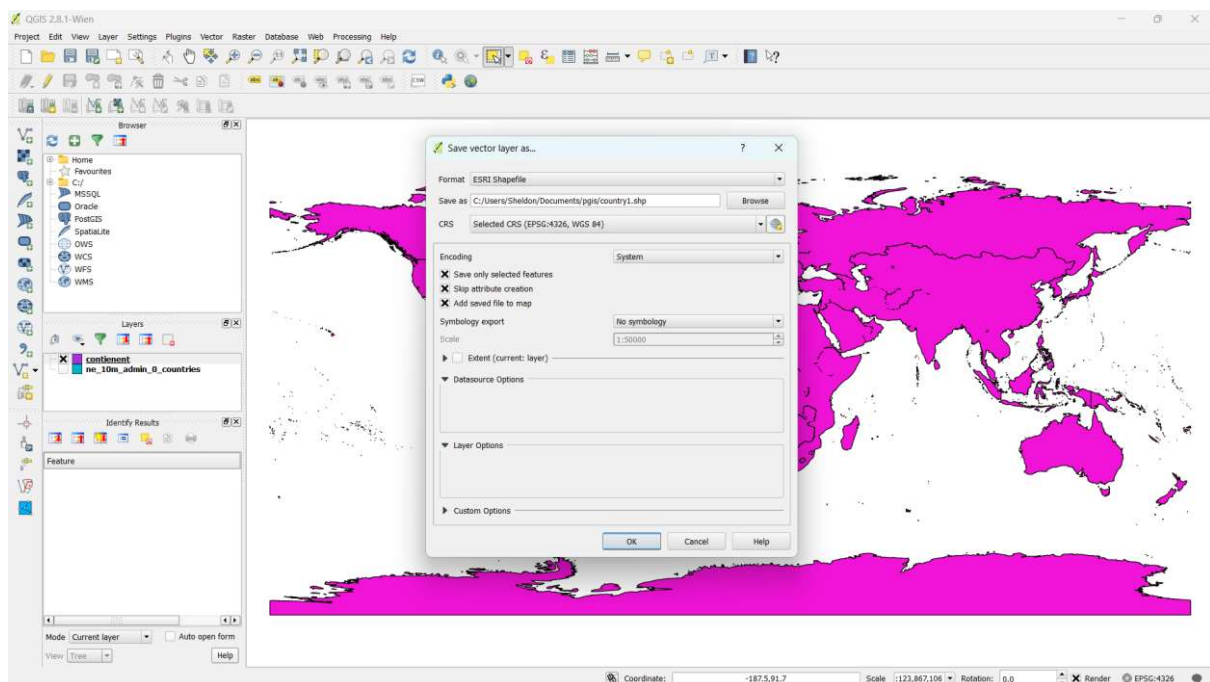 QGIS 2.8.1-Wien
Project Edit View Layer Settings Plugins Vector Raster Database Web Processing Help
Browser
Home
Favourites
C:/
MSSQL
Oracle
PostGIS
SpatiaLite
OWS
WCS
WFS
WMS
Layers
contienent
ne_10m_admin_0_countries
Identify Results
Feature
Mode Current layer Auto open form
View Tree Help
Save vector layer as...
Format ESRI Shapefile
Save as C:/Users/Sheldon/Documents/pgis/country1.shp Browse
CRS Selected CRS (EPSG:4326, WGS 84)
Encoding System
Save only selected features
Skip attribute creation
Add saved file to map
Symbology export No symbology
Scale 1:50000
Extent (current: layer)
Datasource Options
Layer Options
Custom Options
OK Cancel Help
Coordinate: -187.5,91.7 Scale :123,867,106 Rotation: 0.0 Render EPSG:4326